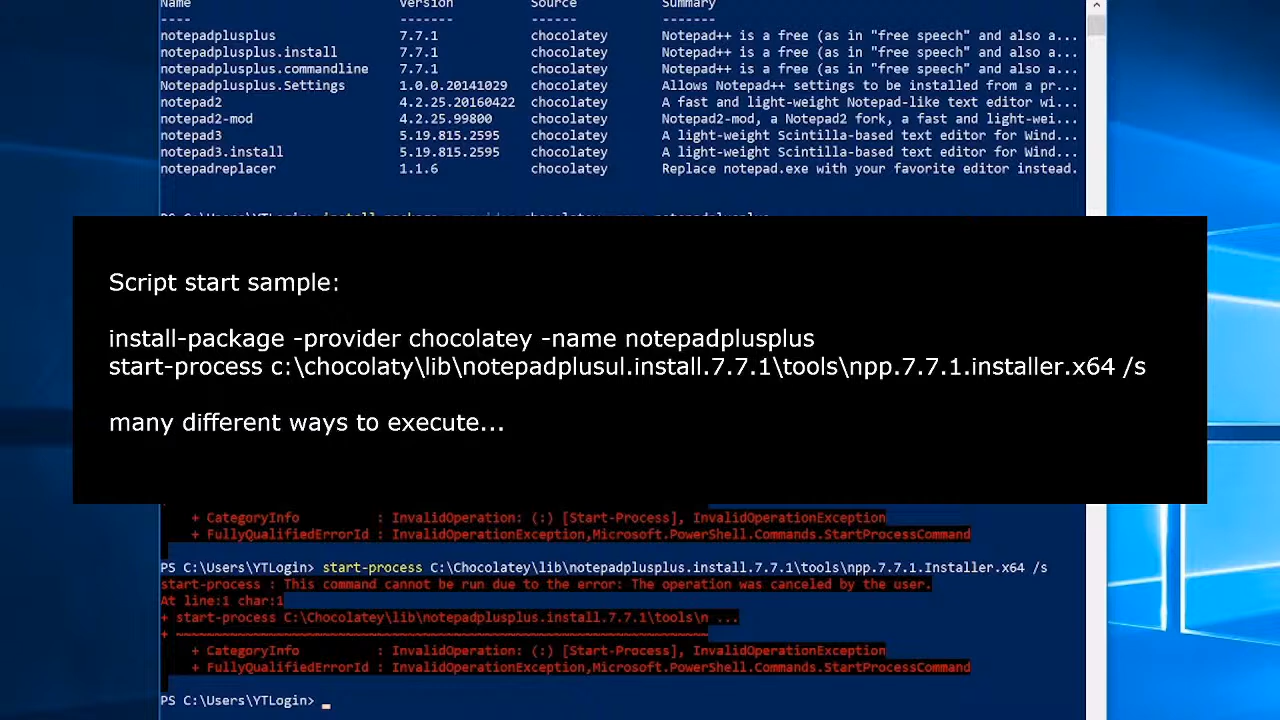 Name Version Source Summary
---- ------- ------ -------
notepadplusplus 7.7.1 chocolatey Notepad++ is a free (as in "free speech" and also a...
notepadplusplus.install 7.7.1 chocolatey Notepad++ is a free (as in "free speech" and also a...
notepadplusplus.commandline 7.7.1 chocolatey Notepad++ is a free (as in "free speech" and also a...
Notepadplusplus.Settings 1.0.0.20141029 chocolatey Allows Notepad++ settings to be installed from a pr...
notepad2 4.2.25.20160422 chocolatey A fast and light-weight Notepad-like text editor wi...
notepad2-mod 4.2.25.99800 chocolatey Notepad2-mod, a Notepad2 fork, a fast and light-wei...
notepad3 5.19.815.2595 chocolatey A light-weight Scintilla-based text editor for Wind...
notepad3.install 5.19.815.2595 chocolatey A light-weight Scintilla-based text editor for Wind...
notepadreplacer 1.1.6 chocolatey Replace notepad.exe with your favorite editor instead.
PS C:\Users\YTLogin> install-package -provider chocolatey -name notepadplusplus
Script start sample:
install-package -provider chocolatey -name notepadplusplus
start-process c:\chocolaty\lib\notepadplusul.install.7.7.1\tools\npp.7.7.1.installer.x64 /s
many different ways to execute...
+ CategoryInfo : InvalidOperation: (:) [Start-Process], InvalidOperationException
+ FullyQualifiedErrorId : InvalidOperationException,Microsoft.PowerShell.Commands.StartProcessCommand
PS C:\Users\YTLogin> start-process C:\Chocolatey\lib\notepadplusplus.install.7.7.1\tools\npp.7.7.1.Installer.x64 /s
start-process : This command cannot be run due to the error: The operation was canceled by the user.
At line:1 char:1
+ start-process C:\Chocolatey\lib\notepadplusplus.install.7.7.1\tools\n ...
+ ~~~~~~~~~~~~~~~~~~~~~~~~~~~~~~~~~~~~~~~~~~~~~~~~~~~~~~~~~~~~~~~~~~~~~
+ CategoryInfo : InvalidOperation: (:) [Start-Process], InvalidOperationException
+ FullyQualifiedErrorId : InvalidOperationException,Microsoft.PowerShell.Commands.StartProcessCommand
PS C:\Users\YTLogin>